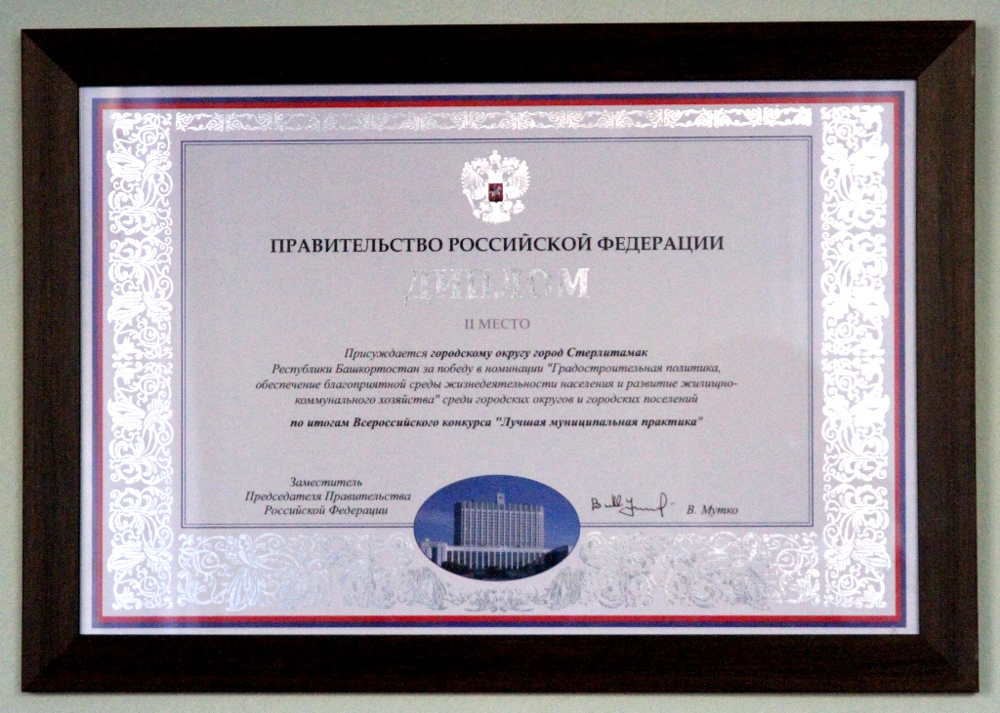 ПРАВИТЕЛЬСТВО РОССИЙСКОЙ ФЕДЕРАЦИИ
ДИПЛОМ
II МЕСТО
Присуждается городскому округу город Стерлитамак
Республики Башкортостан за победу в номинации "Градостроительная политика,
обеспечение благоприятной среды жизнедеятельности населения и развитие жилищно-
коммунального хозяйства" среди городских округов и городских поселений
по итогам Всероссийского конкурса "Лучшая муниципальная практика"
Заместитель
Председателя Правительства
Российской Федерации
В. Мутко